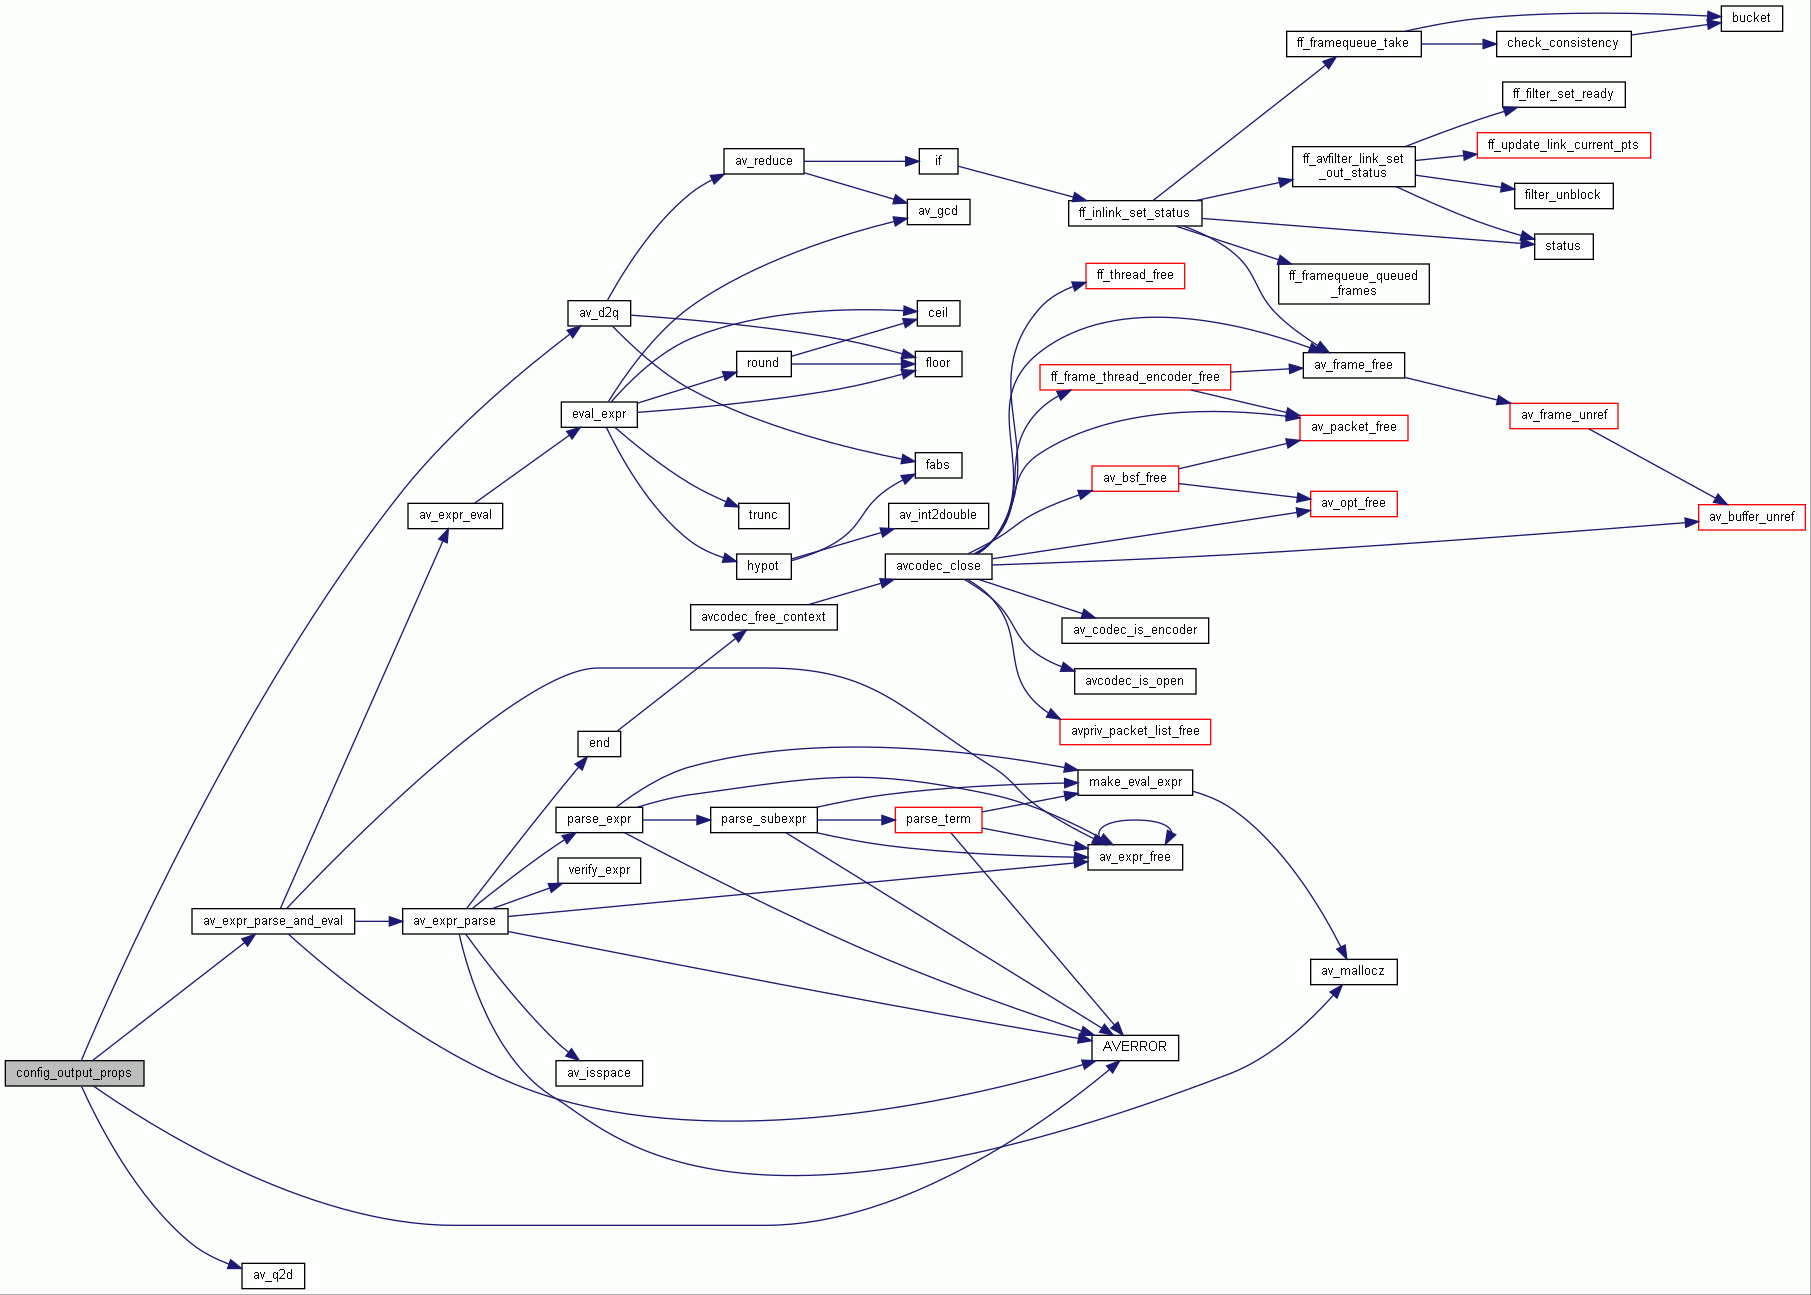 bucket
ff_framequeue_take
check_consistency
ff_filter_set_ready
ff_update_link_current_pts
av_reduce
if
ff_avfilter_link_set
_out_status
filter_unblock
av_gcd
ff_inlink_set_status
status
ff_thread_free
ff_framequeue_queued
_frames
av_d2q
ceil
round
floor
av_frame_free
ff_frame_thread_encoder_free
eval_expr
av_frame_unref
av_packet_free
fabs
av_bsf_free
av_opt_free
av_expr_eval
trunc
av_int2double
av_buffer_unref
hypot
avcodec_close
avcodec_free_context
av_codec_is_encoder
avcodec_is_open
avpriv_packet_list_free
end
make_eval_expr
parse_expr
parse_subexpr
parse_term
av_expr_free
verify_expr
av_expr_parse_and_eval
av_expr_parse
av_mallocz
AVERROR
config_output_props
av_isspace
av_q2d